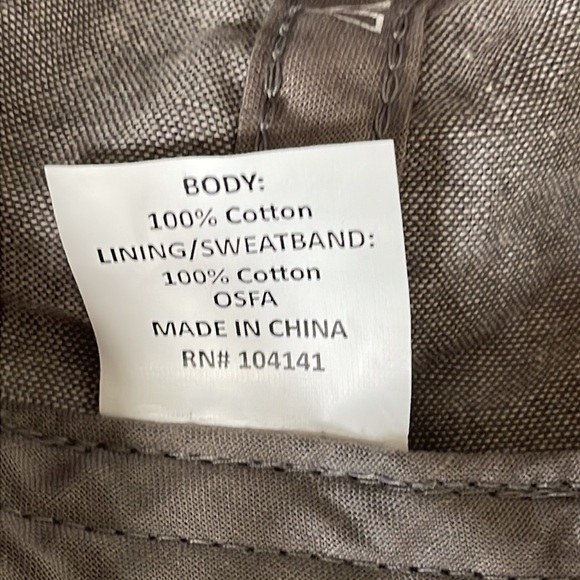 BODY:
100% Cotton
LINING/SWEATBAND:
100% Cotton
OSFA
MADE IN CHINA
RN# 104141